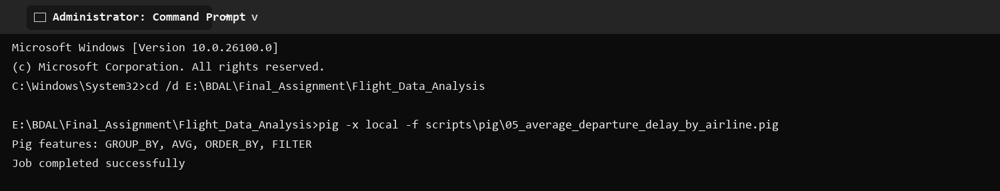 Administrator: Command Prompt v
Microsoft Windows [Version 10.0.26100.0]
(c) Microsoft Corporation. All rights reserved.
C:\Windows\System32>cd /d E:\BDAL\Final_Assignment\Flight_Data_Analysis
E:\BDAL\Final_Assignment\Flight_Data_Analysis>pig -x local -f scripts\pig\05_average_departure_delay_by_airline.pig
Pig features: GROUP_BY, AVG, ORDER_BY, FILTER
Job completed successfully